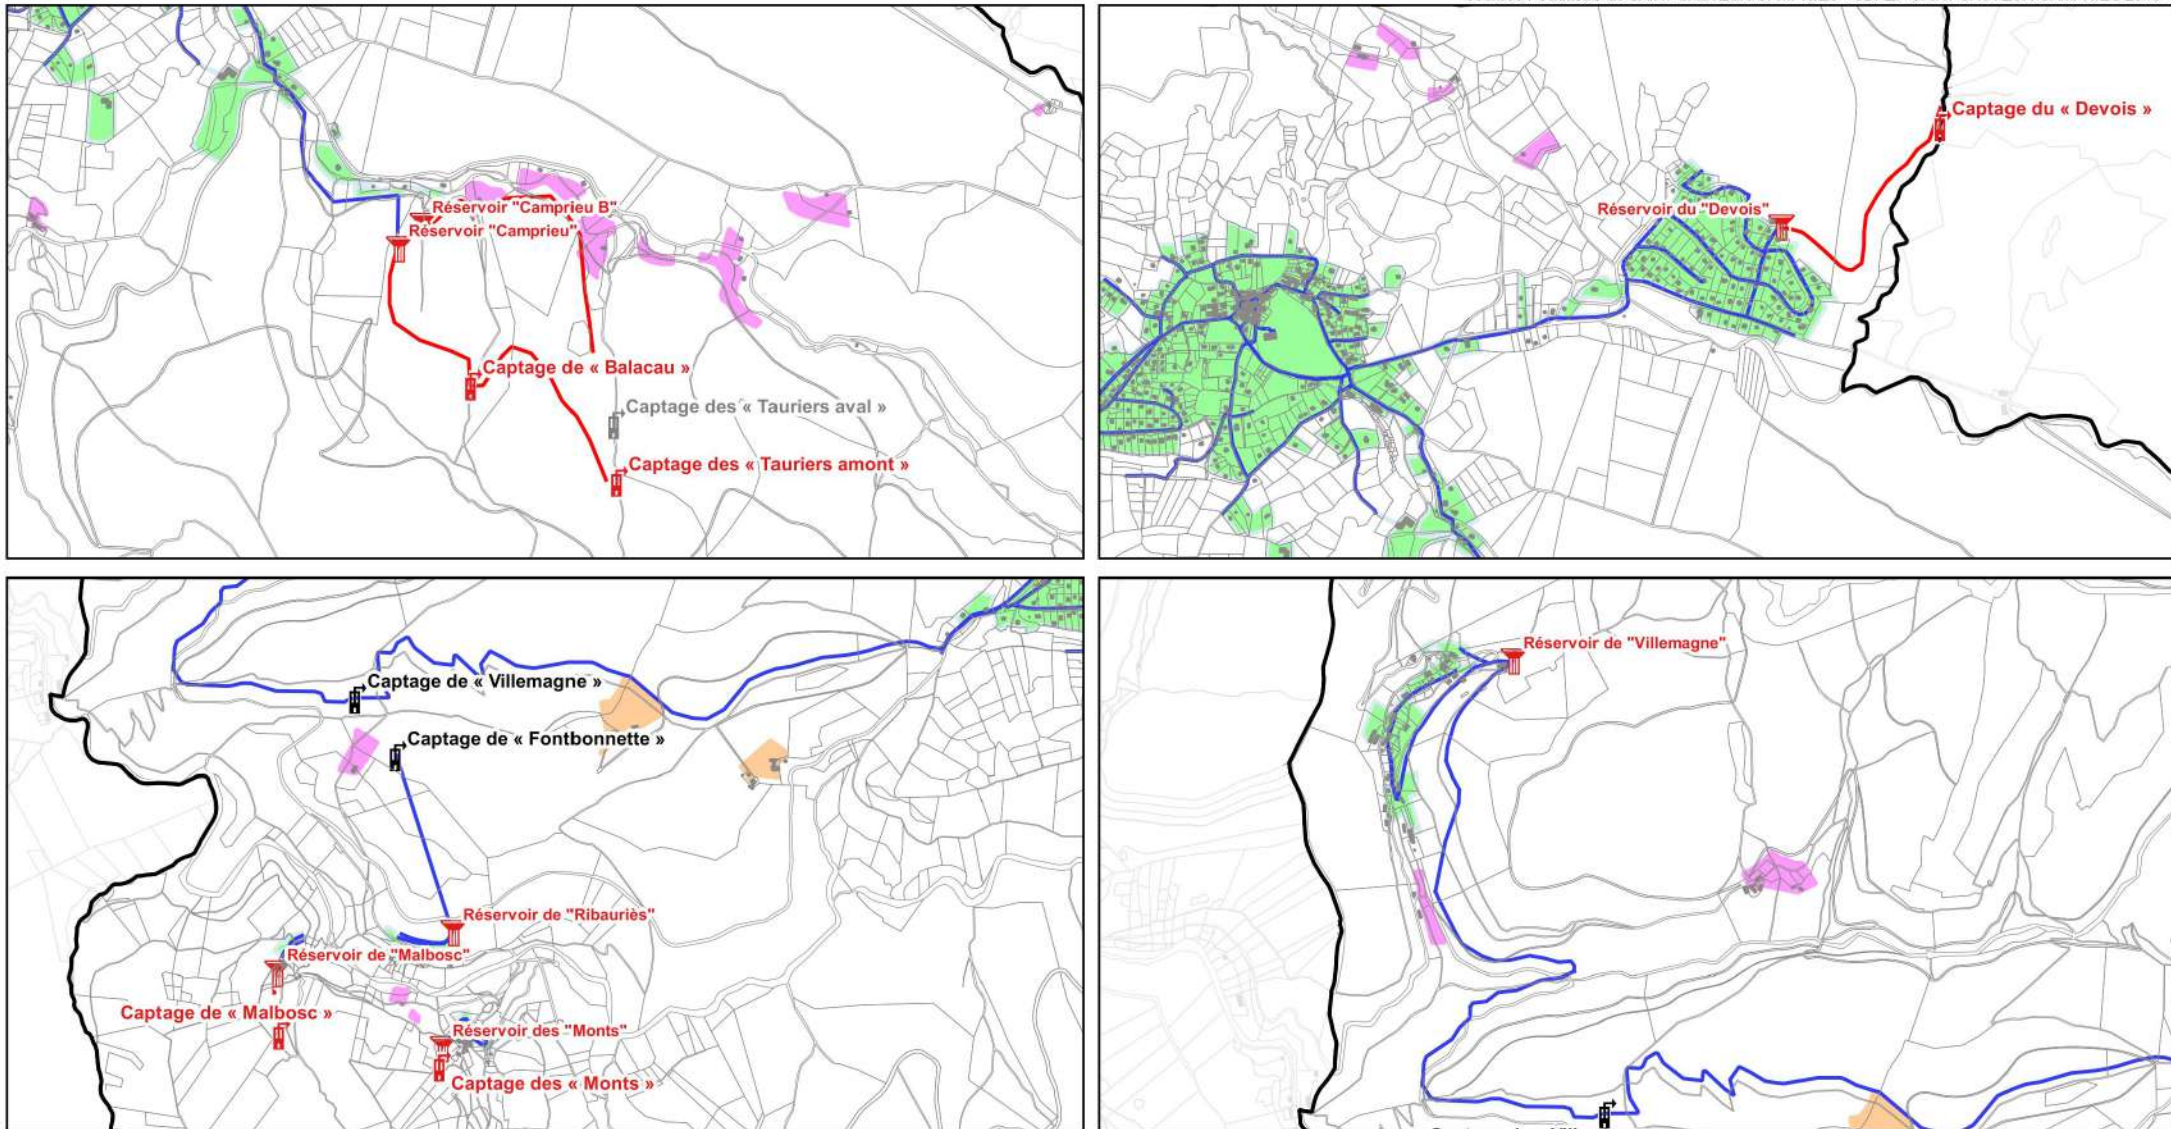 Captage du « Devois »
Réservoir "Camprieu B"
Réservoir "Camprieu"
Captage de « Balacau »
Captage des « Tauriers aval »
Captage des « Tauriers amont »
Réservoir du "Devois"
Captage de « Villemagne »
Captage de « Fontbonnette »
Réservoir de "Ribauriès"
Réservoir de "Malbosc"
Captage de « Malbosc »
Réservoir des "Monts"
Captage des « Monts »
Réservoir de "Villemagne"